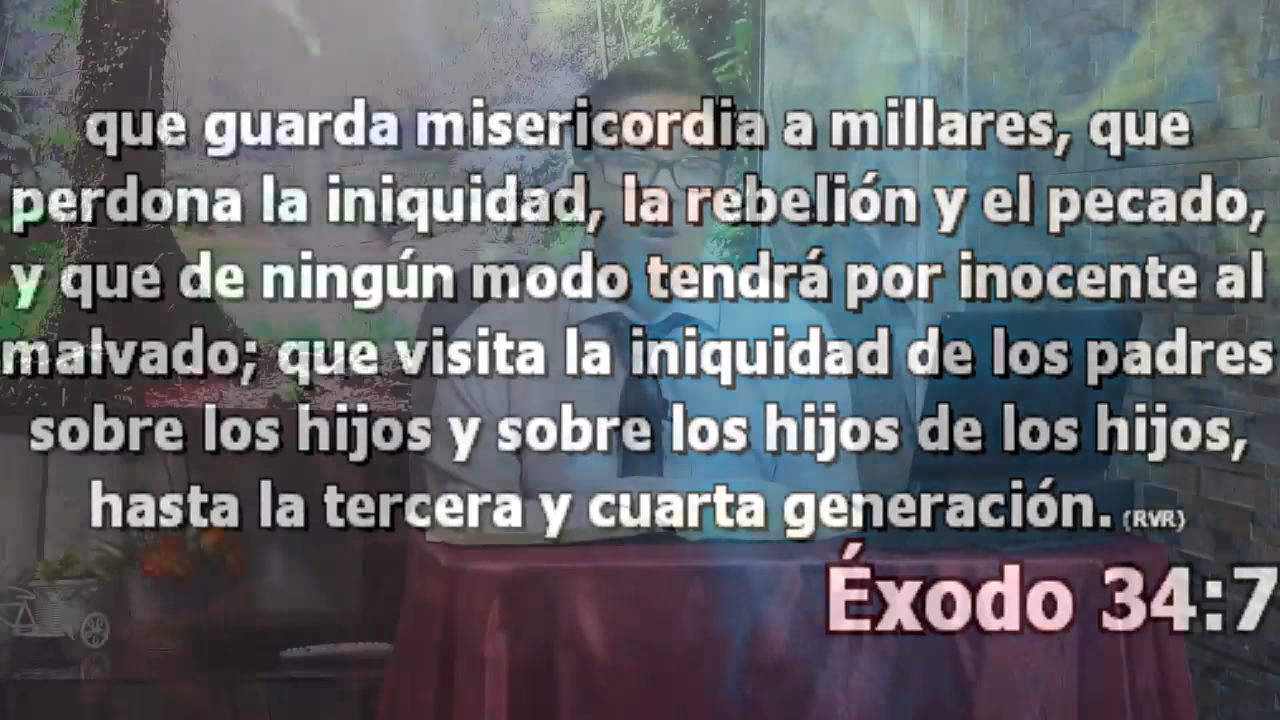 que guarda misericordia a millares, que
perdona la iniquidad, la rebelión y el pecado,
y que de ningún modo tendrá por inocente al
malvado; que visita la iniquidad de los padres
sobre los hijos y sobre los hijos de los hijos,
hasta la tercera y cuarta generación. (RVR)
Éxodo 34:7